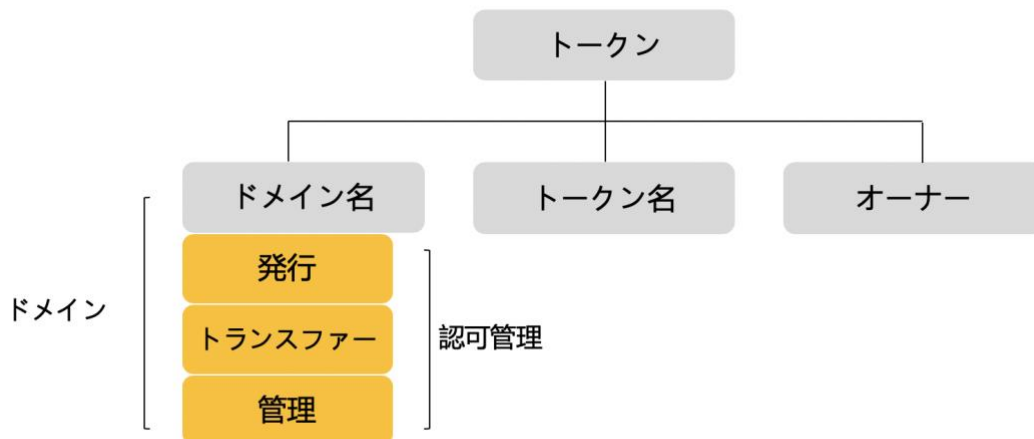 トークン
ドメイン名
トークン名
オーナー
発行
ドメイン
トランスファー
認可管理
管理